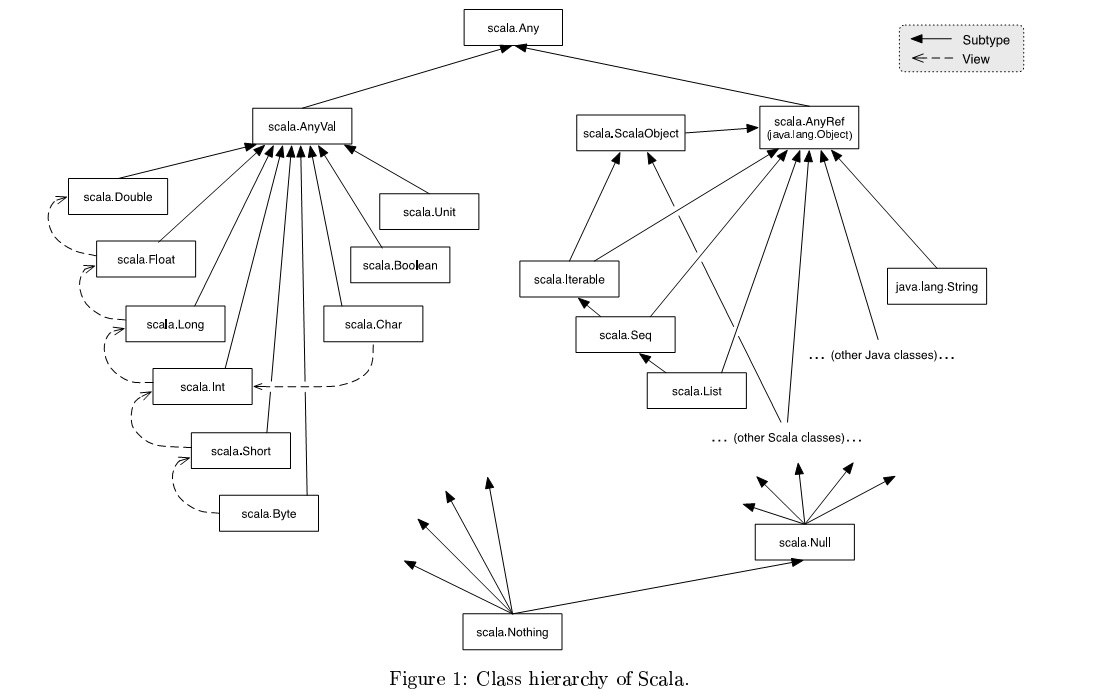 scala.Any
Subtype
View
scala.AnyVal
scala.ScalaObject
scala.AnyRef
(java.lang.Object)
scala.Double
scala.Unit
scala.Float
scala.Boolean
scala.Iterable
java.lang.String
scala.Long
scala.Char
scala.Seq
... (other Java classes)...
scala.Int
scala.List
... (other Scala classes)...
scala.Short
scala.Byte
scala.Null
scala.Nothing
Figure 1: Class hierarchy of Scala.